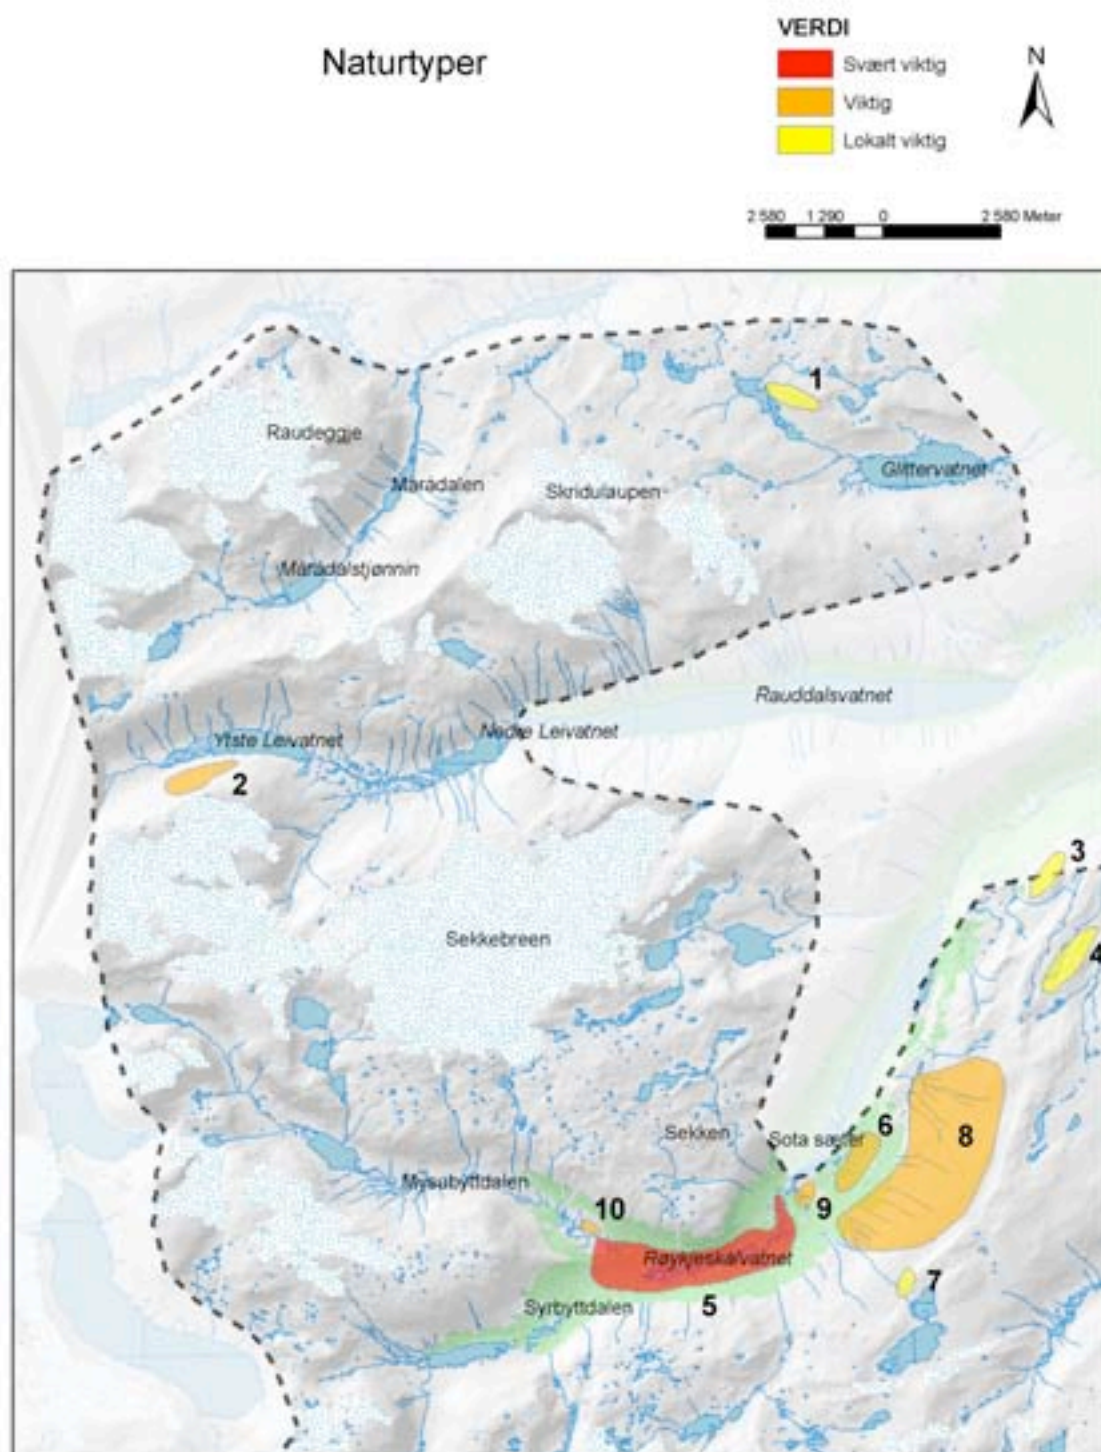 Naturtyper
VERDI
Svært viktig
Viktig
Lokalt viktig
N
2 580 1 290 0 2 580 Meter
1
Raudeggje
Glittervatnet
Marådalen
Skridulaupen
Marådalstjønnin
Rauddalsvatnet
Nedre Leivatnet
Ytste Leivatnet
2
3
Sekkebreen
4
Sekken
Sota sæter
6
8
Mysubyttdalen
10
9
Røykjeskålvatnet
7
Syrbyttdalen
5